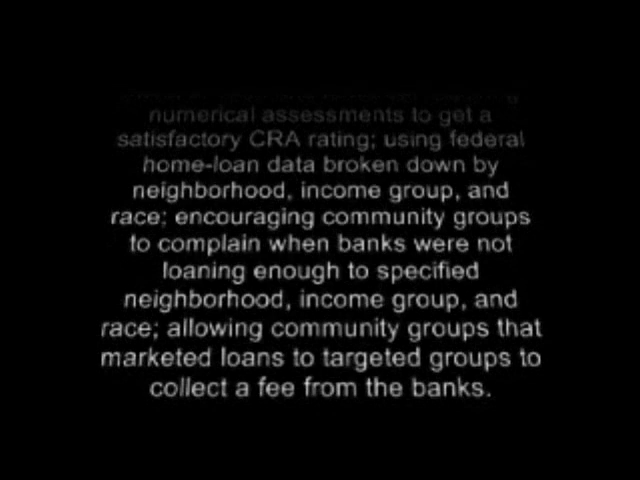 numerical assessments to get a
satisfactory CRA rating; using federal
home-loan data broken down by
neighborhood, income group, and
race; encouraging community groups
to complain when banks were not
loaning enough to specified
neighborhood, income group, and
race; allowing community groups that
marketed loans to targeted groups to
collect a fee from the banks.